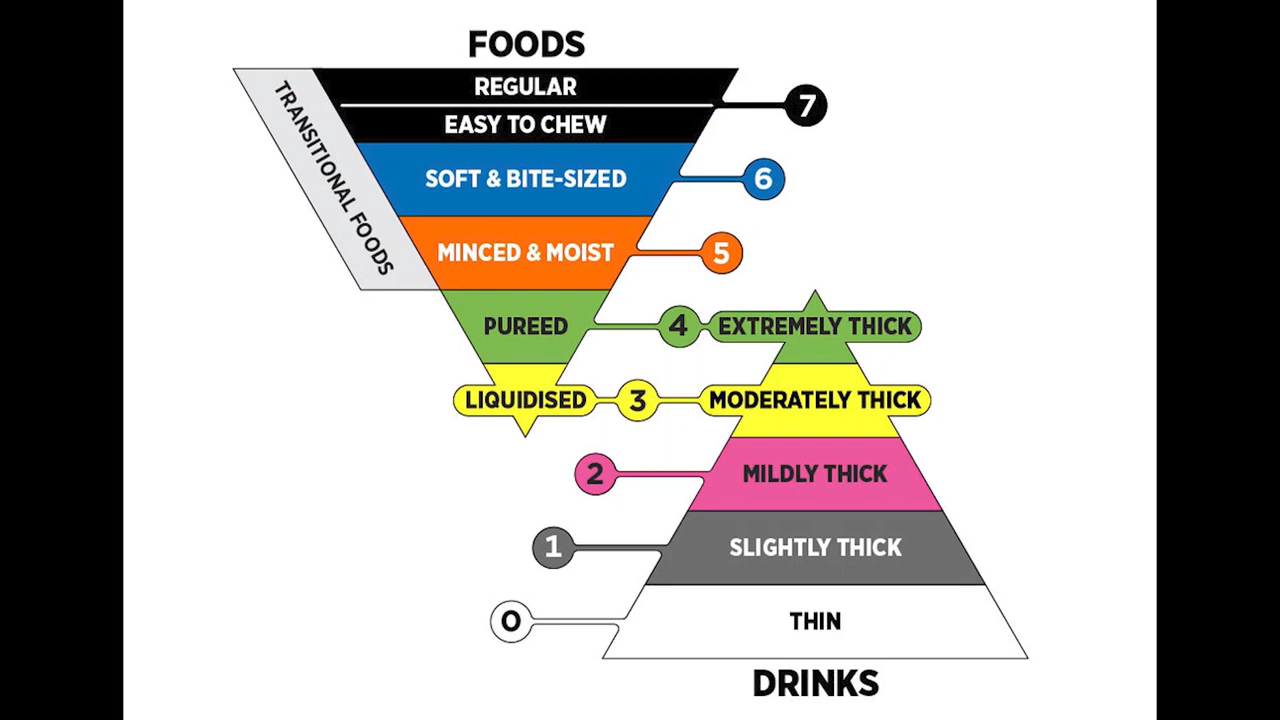 FOODS
REGULAR
EASY TO CHEW
7
TRANSITIONAL FOODS
SOFT & BITE-SIZED
6
MINCED & MOIST
5
PUREED
4
EXTREMELY THICK
LIQUIDISED
3
MODERATELY THICK
2
MILDLY THICK
1
SLIGHTLY THICK
0
THIN
DRINKS